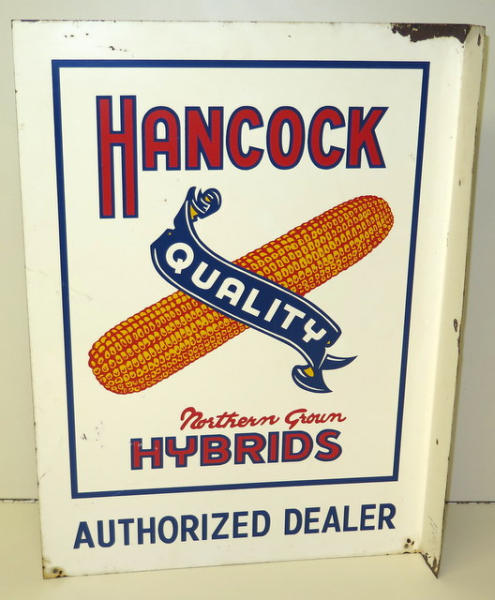 HANCOCK
QUALITY
Northern Grown
HYBRIDS
AUTHORIZED DEALER